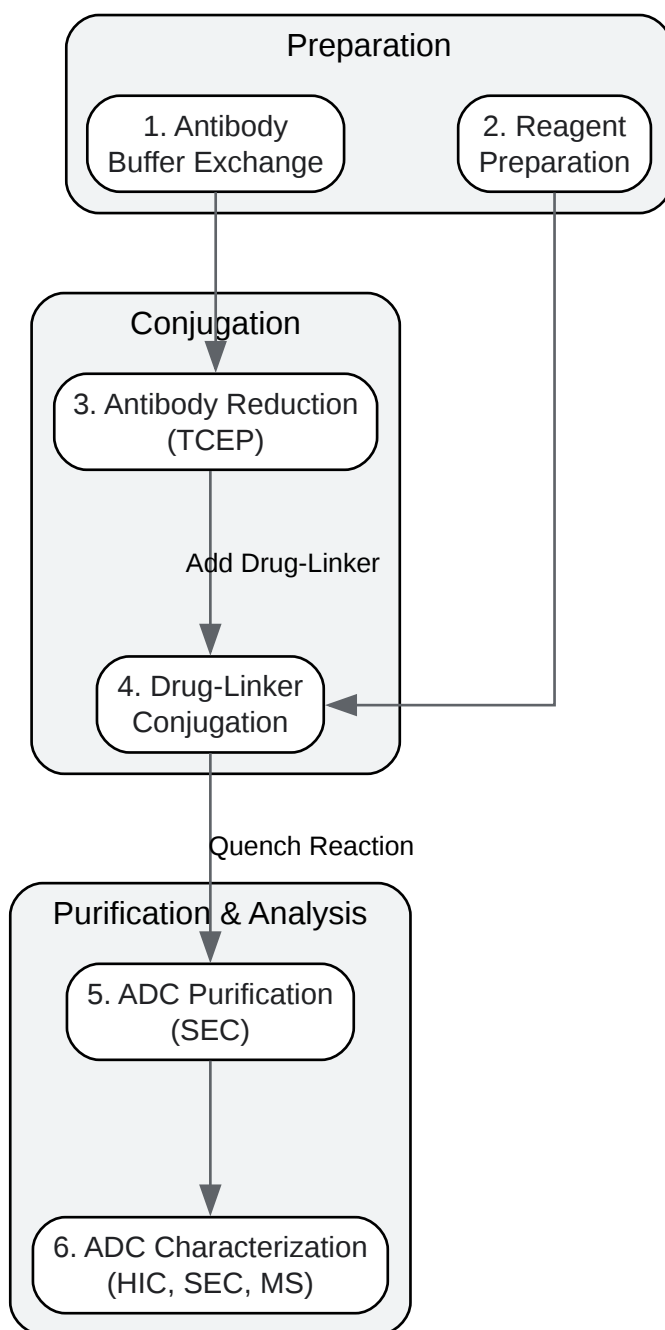 Preparation
1. Antibody
Buffer Exchange
2. Reagent
Preparation
Conjugation
3. Antibody Reduction
(TCEP)
Add Drug-Linker
4. Drug-Linker
Conjugation
Quench Reaction
Purification & Analysis
5. ADC Purification
(SEC)
6. ADC Characterization
(HIC, SEC, MS)